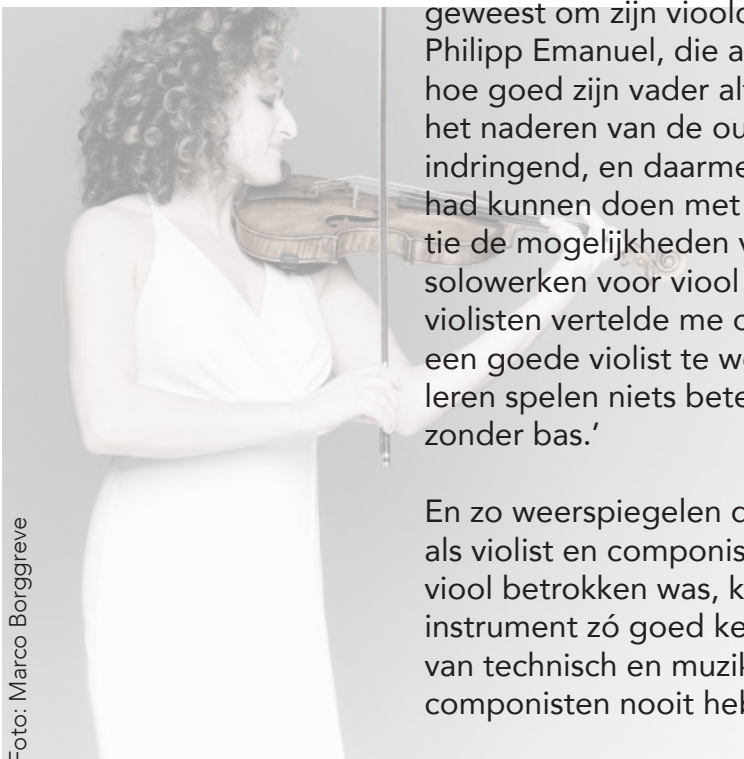 geweest om zijn viool
Philipp Emanuel, die a
hoe goed zijn vader al
het naderen van de ou
indringend, en daarme
had kunnen doen met
tie de mogelijkheden v
solowerken voor viool
violisten vertelde me
een goede violist te w
leren spelen niets bete
zonder bas.’
En zo weerspiegelen
als violist en componis
viool betrokken was, k
instrument zó goed ke
van technisch en muzik
componisten nooit heb
Foto: Marco Borggreve